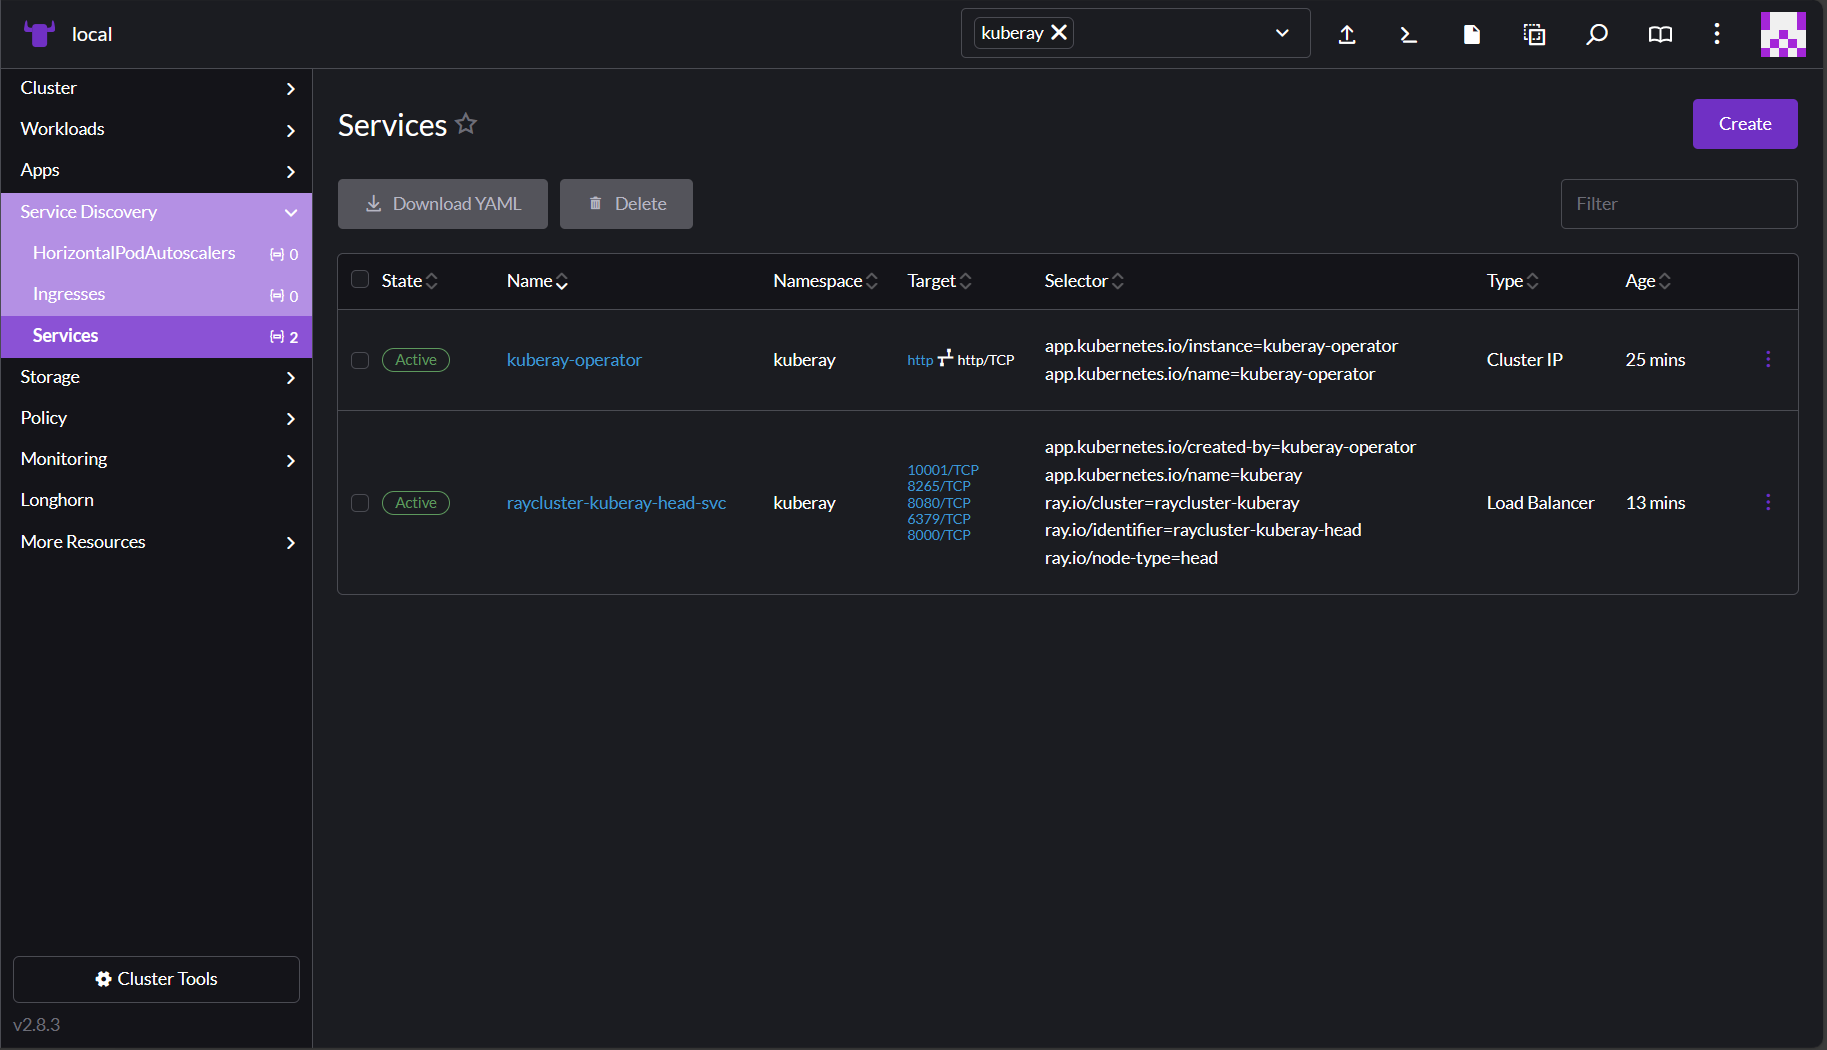 local
kuberay
Cluster
Workloads
Apps
Service Discovery
HorizontalPodAutoscalers 0
Ingresses 0
Services 2
Storage
Policy
Monitoring
Longhorn
More Resources
Cluster Tools
v2.8.3
Services
Create
Download YAML
Delete
Filter
State Name Namespace Target Selector Type Age
Active kuberay-operator kuberay http http/TCP
app.kubernetes.io/instance=kuberay-operator
app.kubernetes.io/name=kuberay-operator
Cluster IP 25 mins
Active raycluster-kuberay-head-svc kuberay
10001/TCP
8265/TCP
8080/TCP
6379/TCP
8000/TCP
app.kubernetes.io/created-by=kuberay-operator
app.kubernetes.io/name=kuberay
ray.io/cluster=raycluster-kuberay
ray.io/identifier=raycluster-kuberay-head
ray.io/node-type=head
Load Balancer 13 mins